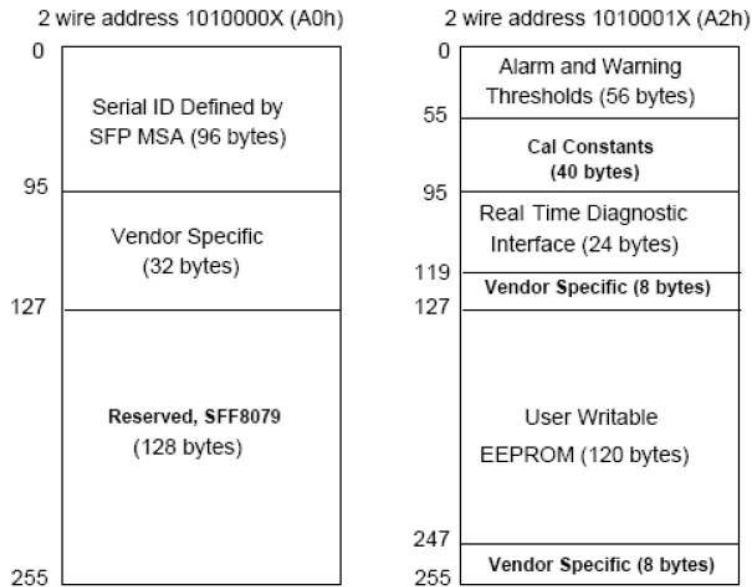 2 wire address 1010000X (A0h)
0
Serial ID Defined by
SFP MSA (96 bytes)
95
Vendor Specific
(32 bytes)
127
Reserved, SFF8079
(128 bytes)
255
2 wire address 1010001X (A2h)
0
Alarm and Warning
Thresholds (56 bytes)
55
Cal Constants
(40 bytes)
95
Real Time Diagnostic
Interface (24 bytes)
119
Vendor Specific (8 bytes)
127
User Writable
EEPROM (120 bytes)
247
Vendor Specific (8 bytes)
255